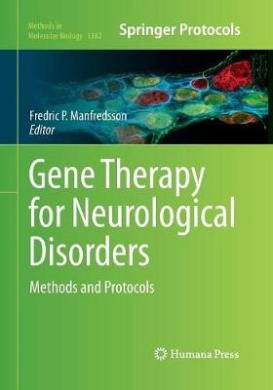 Methods in
Molecular Biology 1382
Springer Protocols
Fredric P. Manfredsson
Editor
Gene Therapy
for Neurological
Disorders
Methods and Protocols
Humana Press